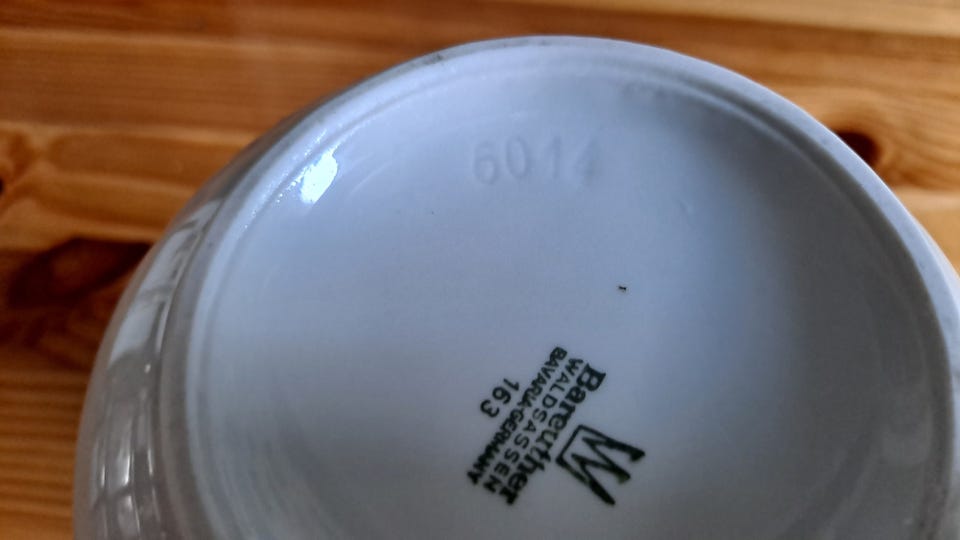 6014
W
Bareuther
WALDSASSEN
BAVARIA-GERMANY
163